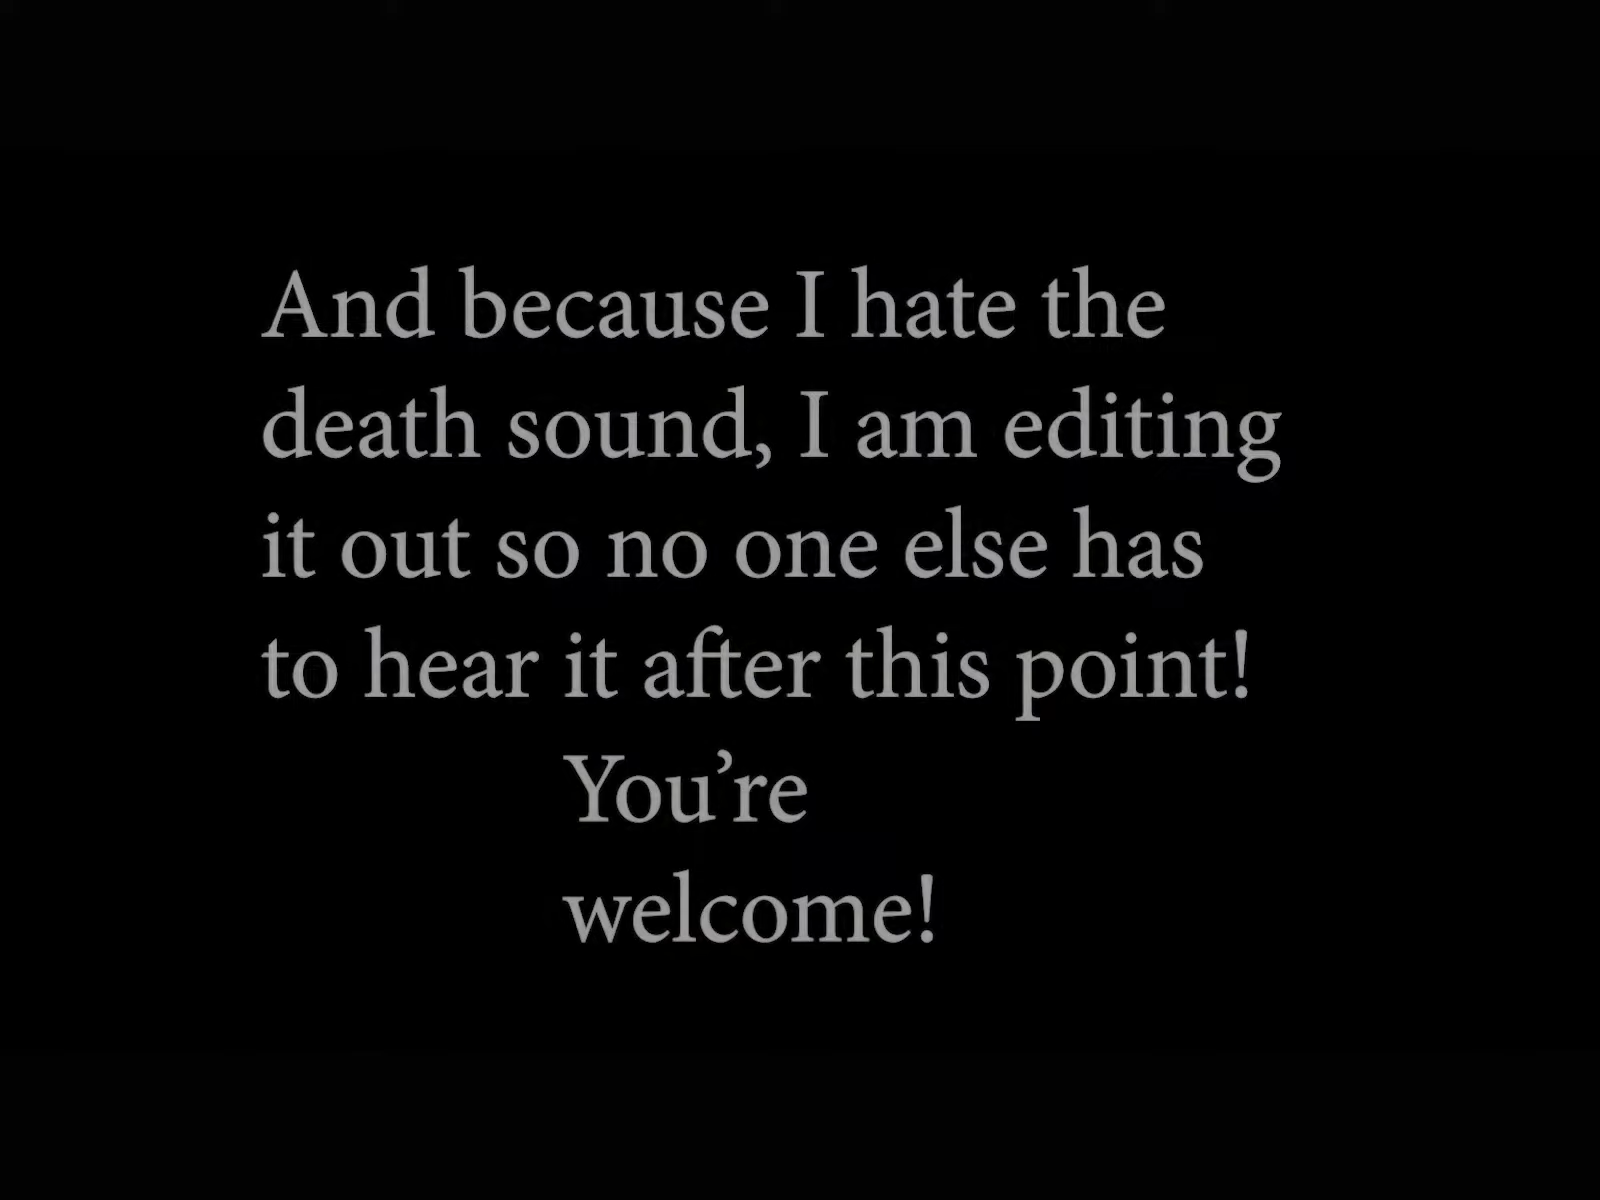 And because I hate the
death sound, I am editing
it out so no one else has
to hear it after this point!
You’re
welcome!